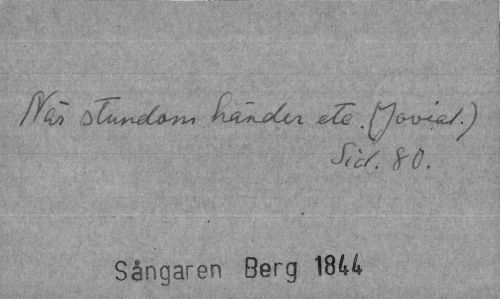 När stundom händer etc. (Jovial.)
Sid. 80.
Sångaren Berg 1844